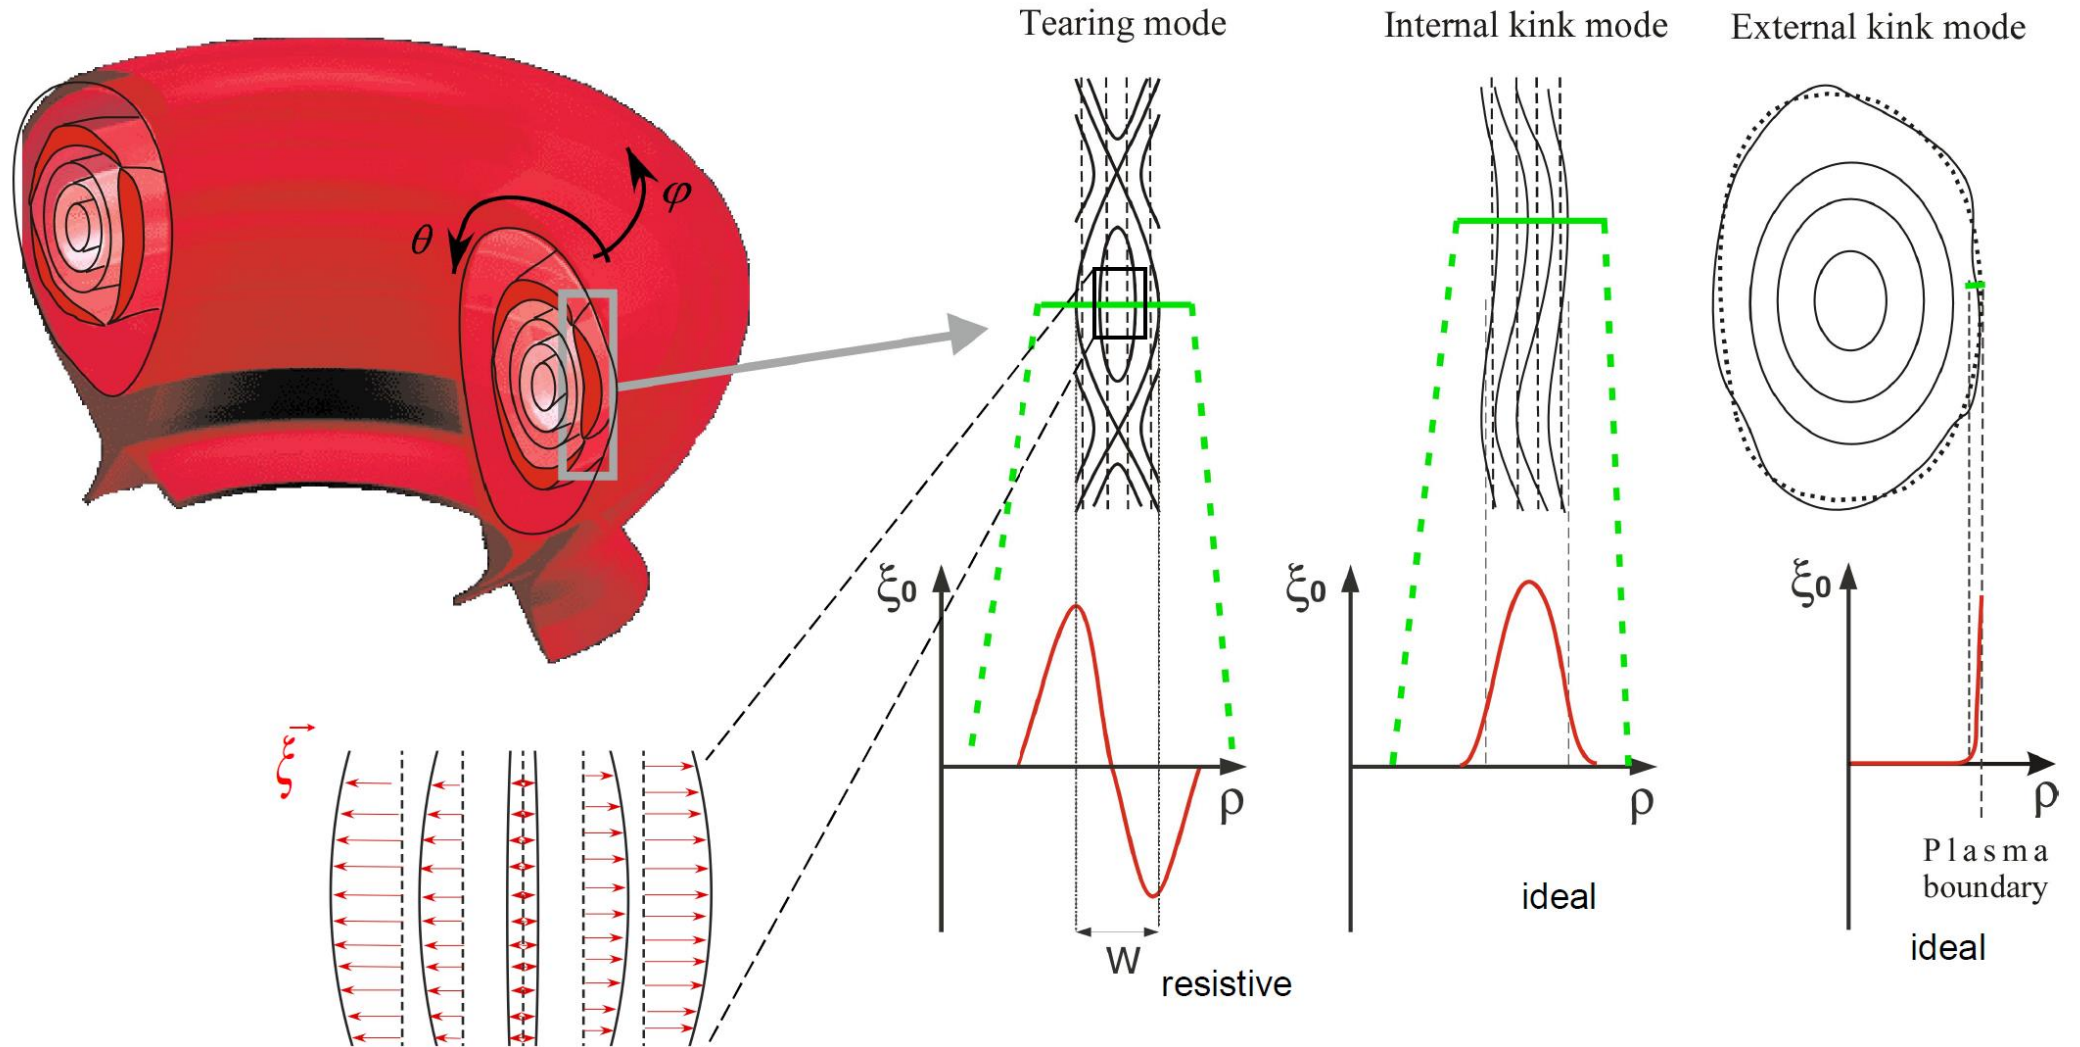 Tearing mode
Internal kink mode
External kink mode
φ
θ
ξ₀
ξ₀
ξ₀
ρ
ρ
ρ
ξ⃗
W
resistive
ideal
Plasma
boundary
ideal